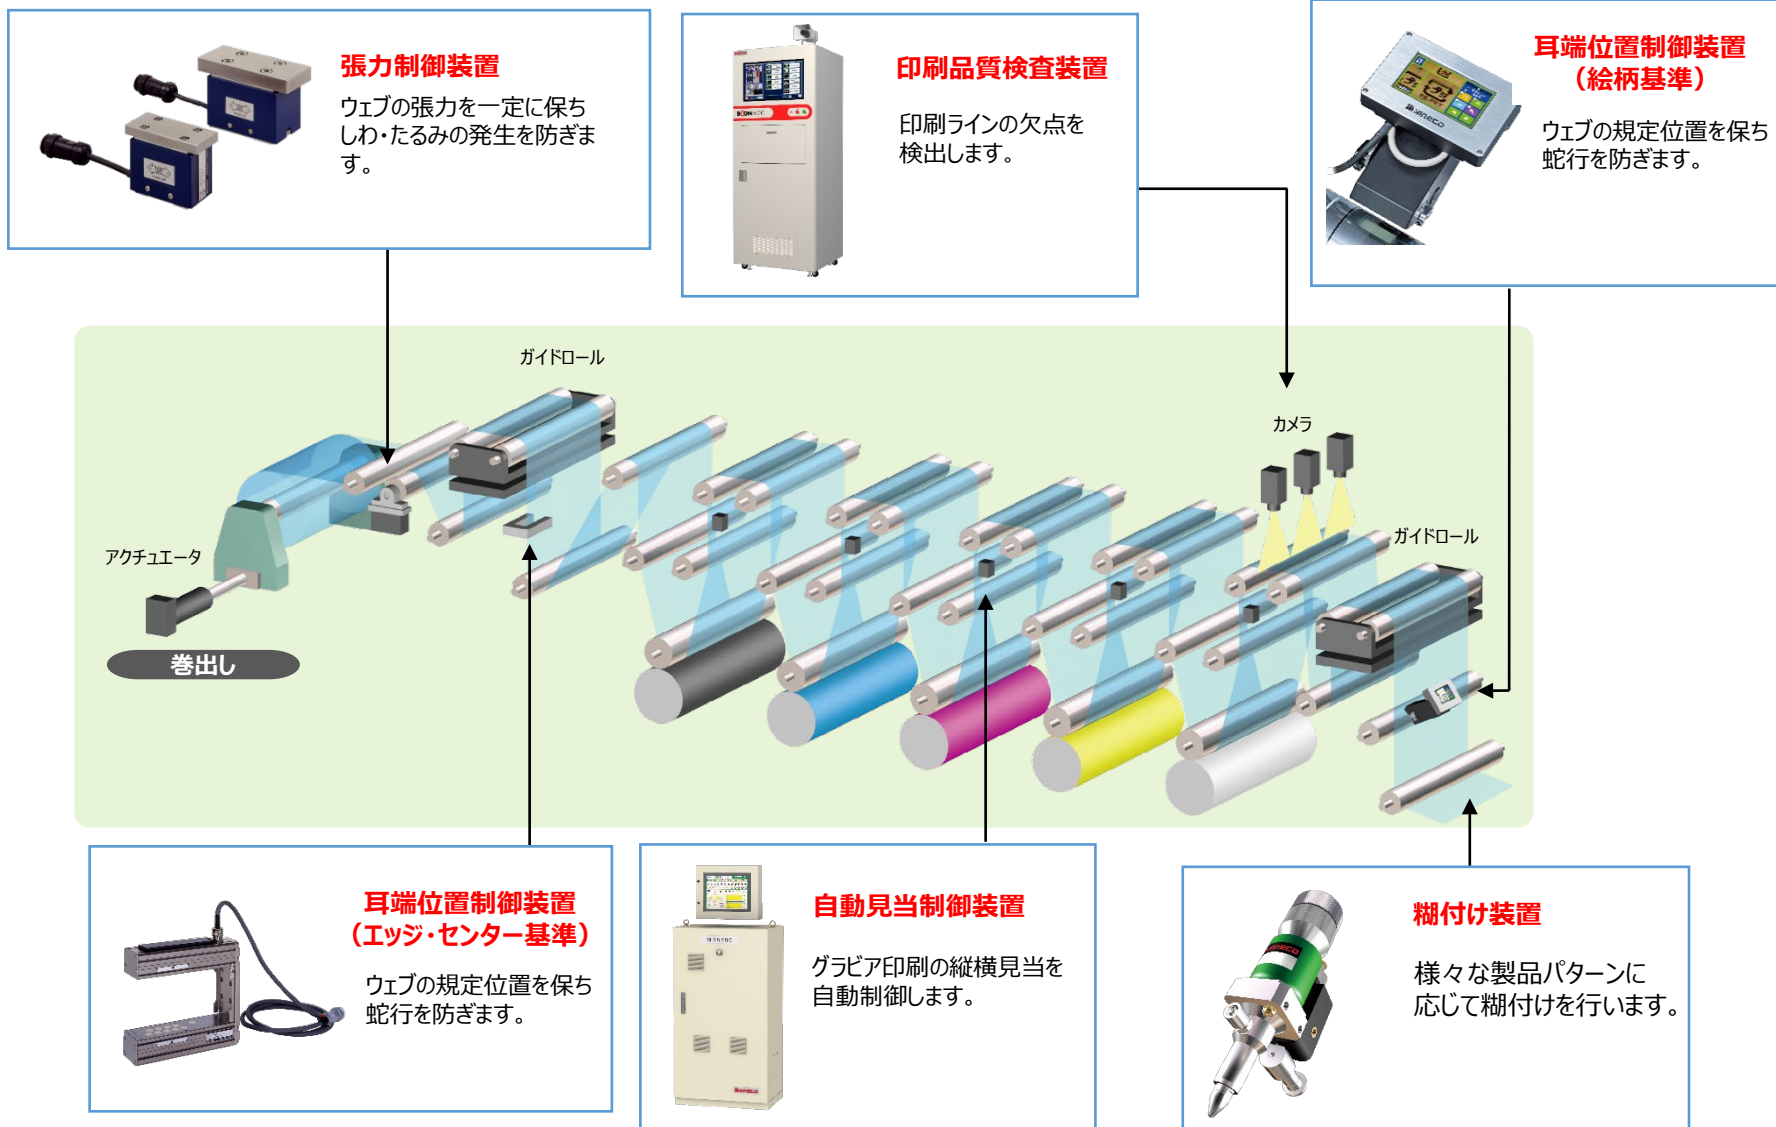 張力制御装置
ウェブの張力を一定に保ち
しわ・たるみの発生を防ぎま
す。
印刷品質検査装置
印刷ラインの欠点を
検出します。
耳端位置制御装置
（絵柄基準）
ウェブの規定位置を保ち
蛇行を防ぎます。
ガイドロール
カメラ
ガイドロール
アクチュエータ
巻出し
耳端位置制御装置
（エッジ・センター基準）
ウェブの規定位置を保ち
蛇行を防ぎます。
自動見当制御装置
グラビア印刷の縦横見当を
自動制御します。
糊付け装置
様々な製品パターンに
応じて糊付けを行います。